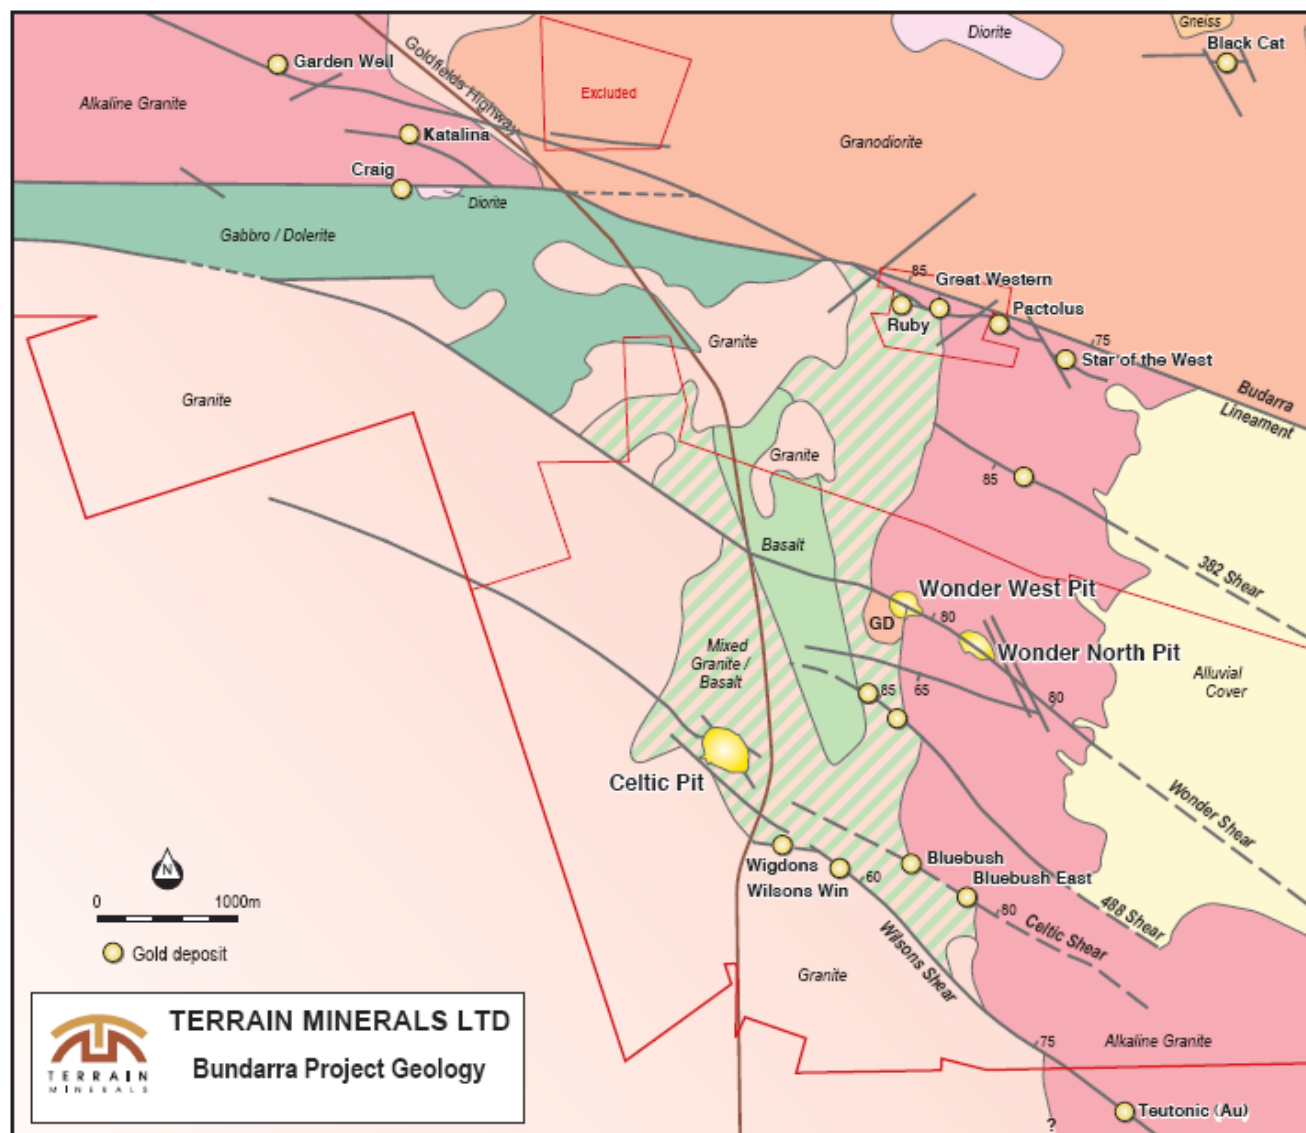 Gneiss
Diorite
Black Cat
Goldfields Highway
Garden Well
Excluded
Alkaline Granite
Katalina
Granodiorite
Craig
Diorite
Gabbro / Dolerite
85
Great Western
Pactolus
Ruby
Granite
75
Star of the West
Budarra
Lineament
Granite
Granite
85
Basalt
382 Shear
Wonder West Pit
80
GD
Wonder North Pit
Mixed
Granite /
Basalt
Alluvial
Cover
85
65
80
Celtic Pit
Wonder Shear
N
0
1000m
Wigdons
Wilsons Win
60
Bluebush
Bluebush East
80
488 Shear
Celtic Shear
Wilsons Shear
Gold deposit
Granite
TERRAIN MINERALS LTD
Bundarra Project Geology
TERRAIN
MINERALS
75
Alkaline Granite
Teutonic (Au)
?